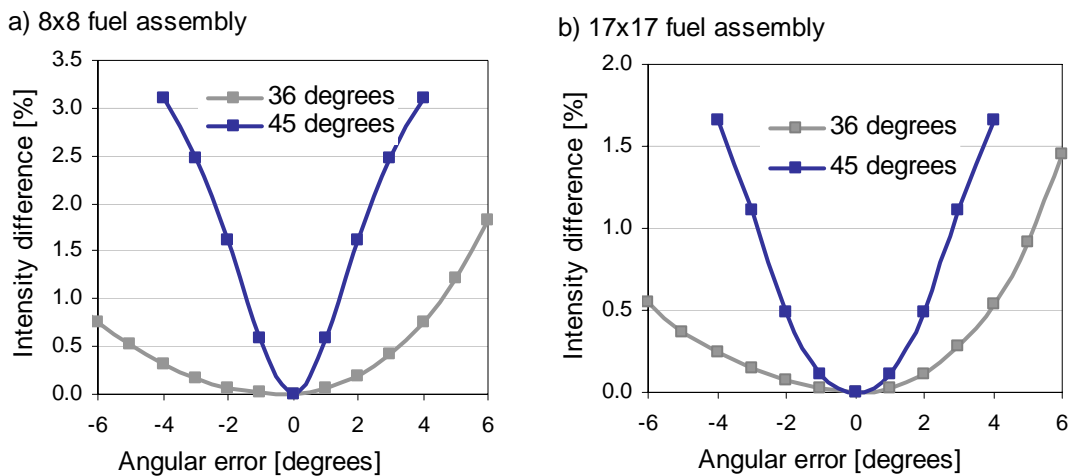 a) 8x8 fuel assembly
Intensity difference [%]
3.5
3.0
2.5
2.0
1.5
1.0
0.5
0.0
36 degrees
45 degrees
-6 -4 -2 0 2 4 6
Angular error [degrees]
b) 17x17 fuel assembly
Intensity difference [%]
2.0
1.5
1.0
0.5
0.0
36 degrees
45 degrees
-6 -4 -2 0 2 4 6
Angular error [degrees]